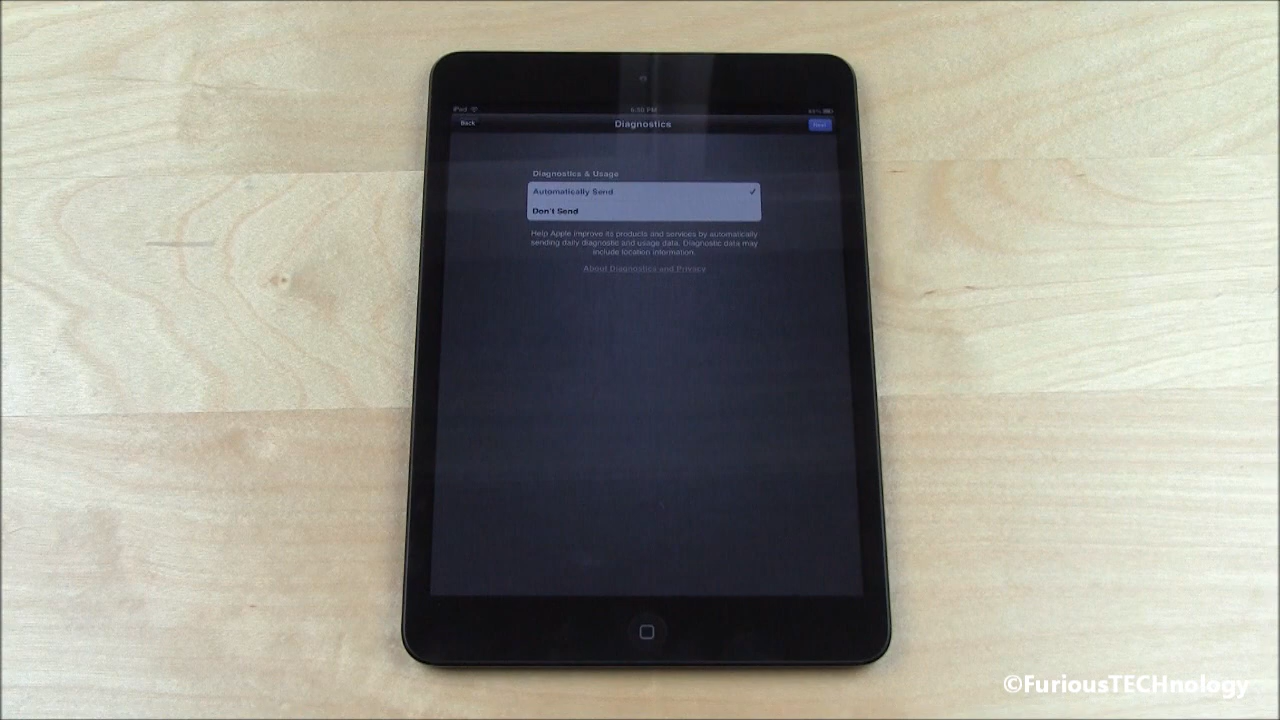 iPad
Back
Diagnostics
Next
Diagnostics & Usage
Automatically Send
Don't Send
Help Apple improve its products and services by automatically
sending daily diagnostic and usage data. Diagnostic data may
include location information.
About Diagnostics and Privacy
©FuriousTECHnology